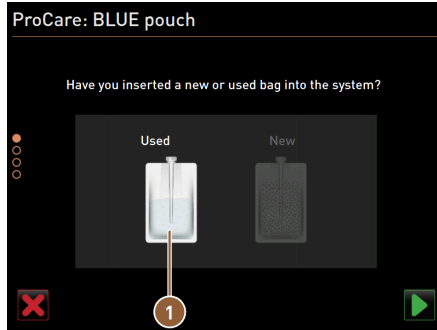 ProCare: BLUE pouch
Have you inserted a new or used bag into the system?
Used New
1